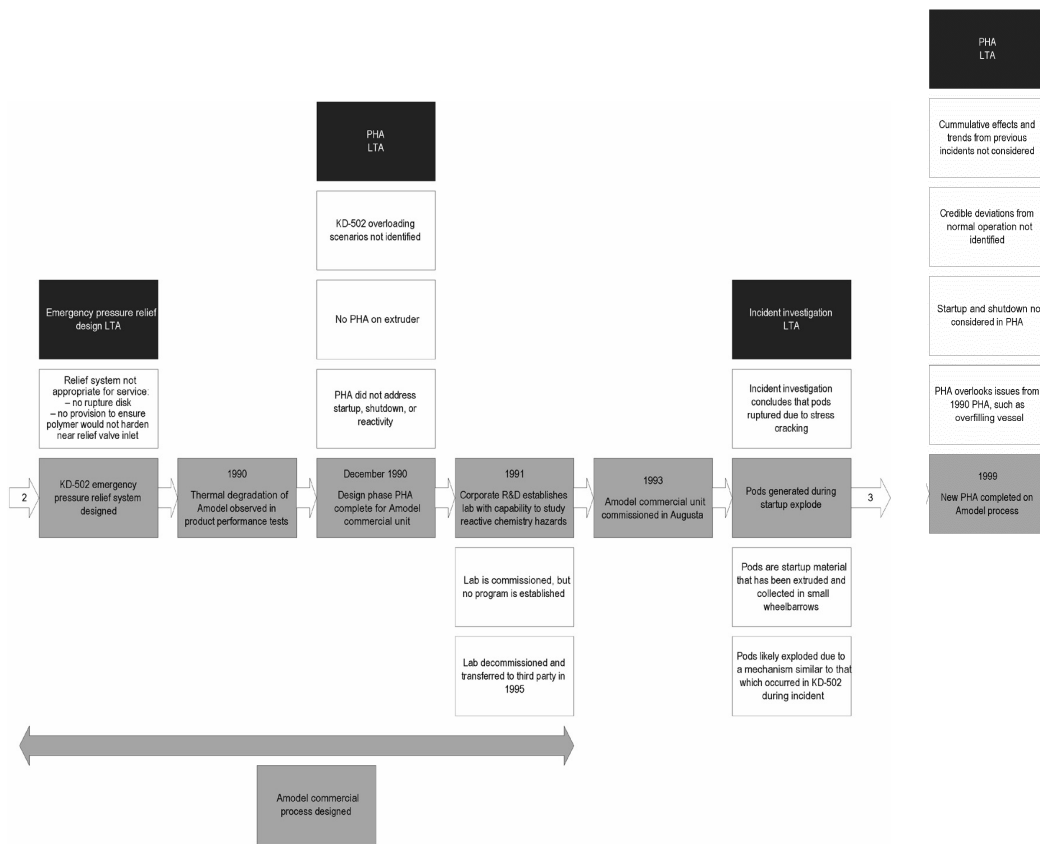 PHA
LTA
Cummulative effects and
trends from previous
incidents not considered
Credible deviations from
normal operation not
identified
Startup and shutdown no
considered in PHA
PHA overlooks issues from
1990 PHA, such as
overfilling vessel
1999
New PHA completed on
Amodel process
PHA
LTA
KD-502 overloading
scenarios not identified
No PHA on extruder
PHA did not address
startup, shutdown, or
reactivity
December 1990
Design phase PHA
complete for Amodel
commercial unit
Emergency pressure relief
design LTA
Relief system not
appropriate for service:
– no rupture disk
– no provision to ensure
polymer would not harden
near relief valve inlet
2
KD-502 emergency
pressure relief system
designed
1990
Thermal degradation of
Amodel observed in
product performance tests
1991
Corporate R&D establishes
lab with capability to study
reactive chemistry hazards
Lab is commissioned, but
no program is established
Lab decommissioned and
transferred to third party in
1995
1993
Amodel commercial unit
commissioned in Augusta
Incident investigation
LTA
Incident investigation
concludes that pods
ruptured due to stress
cracking
Pods generated during
startup explode
3
Pods are startup material
that has been extruded and
collected in small
wheelbarrows
Pods likely exploded due to
a mechanism similar to that
which occurred in KD-502
during incident
Amodel commercial
process designed